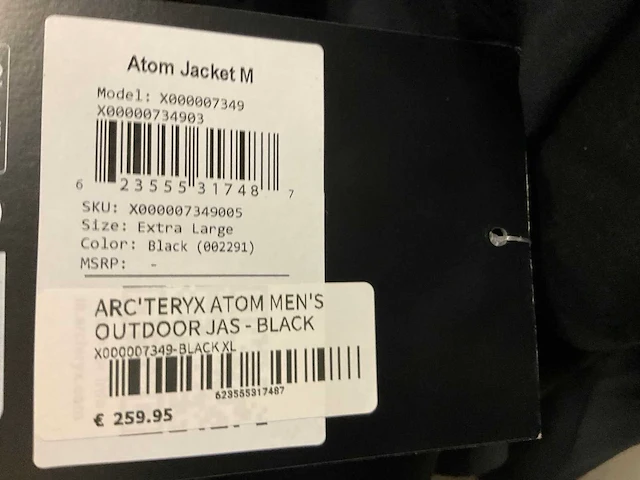 Atom Jacket M
Model: X000007349
X00000734903
6 23555 31748 7
SKU: X000007349005
Size: Extra Large
Color: Black (002291)
MSRP: -
ARC'TERYX ATOM MEN'S
OUTDOOR JAS - BLACK
X000007349-BLACK XL
623555317487
€ 259.95